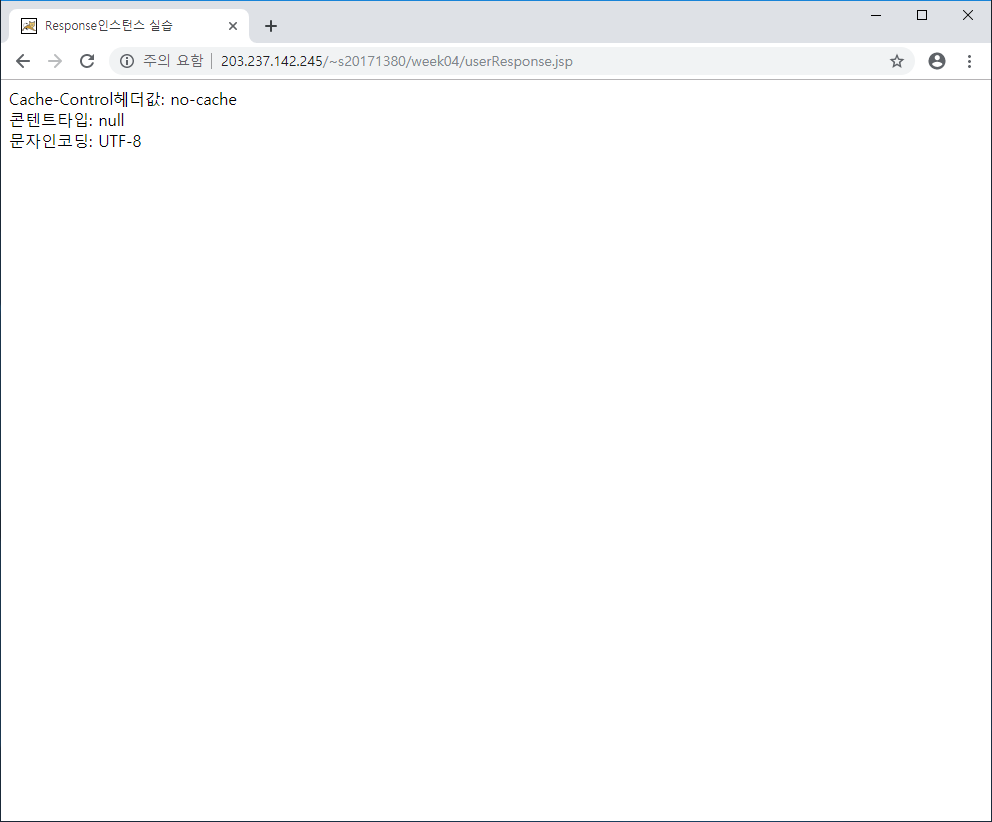 Response인스턴스 실습
주의 요함 | 203.237.142.245/~s20171380/week04/userResponse.jsp
Cache-Control헤더값: no-cache
콘텐트타입: null
문자인코딩: UTF-8